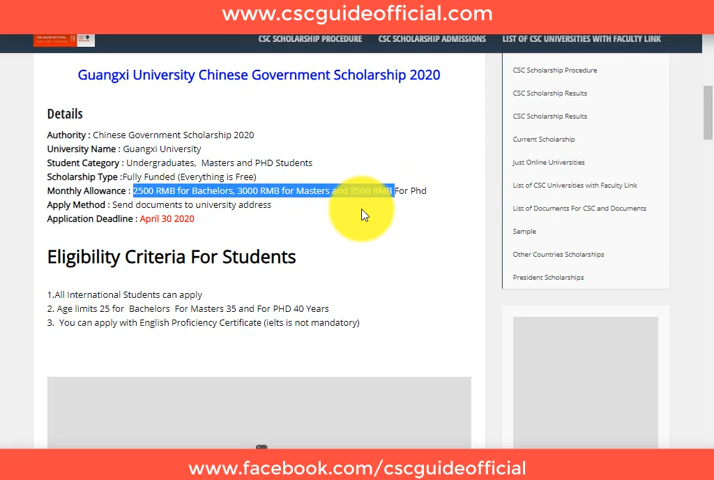 www.cscguideofficial.com
CSC SCHOLARSHIP PROCEDURE CSC SCHOLARSHIP ADMISSIONS LIST OF CSC UNIVERSITIES WITH FACULTY LINK
Guangxi University Chinese Government Scholarship 2020
Details
Authority : Chinese Government Scholarship 2020
University Name : Guangxi University
Student Category : Undergraduates, Masters and PHD Students
Scholarship Type :Fully Funded (Everything is Free)
Monthly Allowance : 2500 RMB for Bachelors, 3000 RMB for Masters and 3500 RMB For Phd
Apply Method : Send documents to university address
Application Deadline : April 30 2020
Eligibility Criteria For Students
1.All International Students can apply
2. Age limits 25 for Bachelors For Masters 35 and For PHD 40 Years
3. You can apply with English Proficiency Certificate (ielts is not mandatory)
CSC Scholarship Procedure
CSC Scholarship Results
CSC Scholarship Results
Current Scholarship
Just Online Universities
List of CSC Universities with Faculty Link
List of Documents For CSC and Documents
Sample
Other Countries Scholarships
President Scholarships
www.facebook.com/cscguideofficial